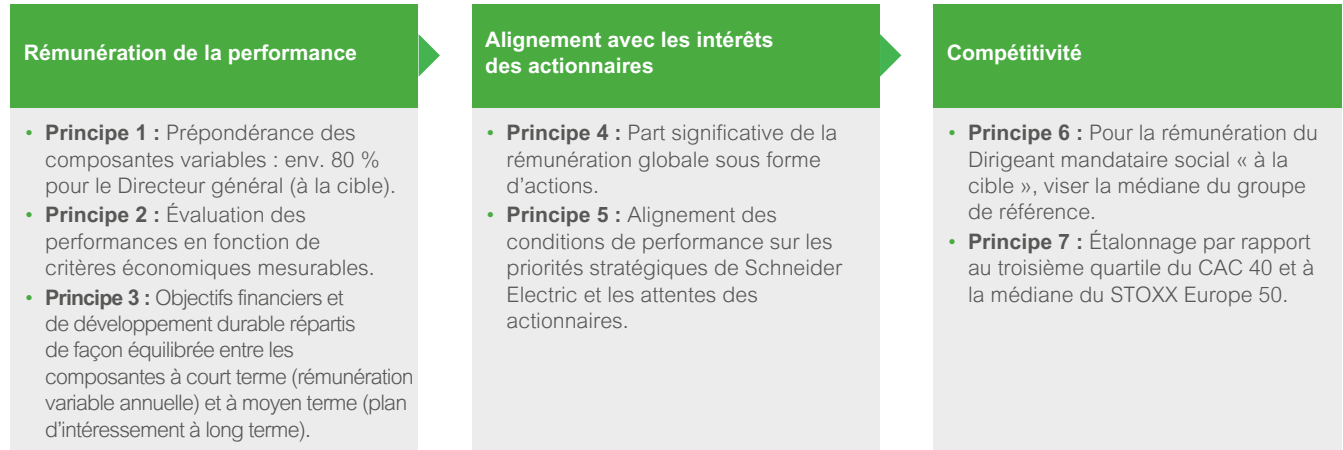 Rémunération de la performance
• Principe 1 : Prépondérance des
composantes variables : env. 80 %
pour le Directeur général (à la cible).
• Principe 2 : Évaluation des
performances en fonction de
critères économiques mesurables.
• Principe 3 : Objectifs financiers et
de développement durable répartis
de façon équilibrée entre les
composantes à court terme (rémunération
variable annuelle) et à moyen terme (plan
d’intéressement à long terme).
Alignement avec les intérêts
des actionnaires
• Principe 4 : Part significative de la
rémunération globale sous forme
d’actions.
• Principe 5 : Alignement des
conditions de performance sur les
priorités stratégiques de Schneider
Electric et les attentes des
actionnaires.
Compétitivité
• Principe 6 : Pour la rémunération du
Dirigeant mandataire social « à la
cible », viser la médiane du groupe
de référence.
• Principe 7 : Étalonnage par rapport
au troisième quartile du CAC 40 et à
la médiane du STOXX Europe 50.